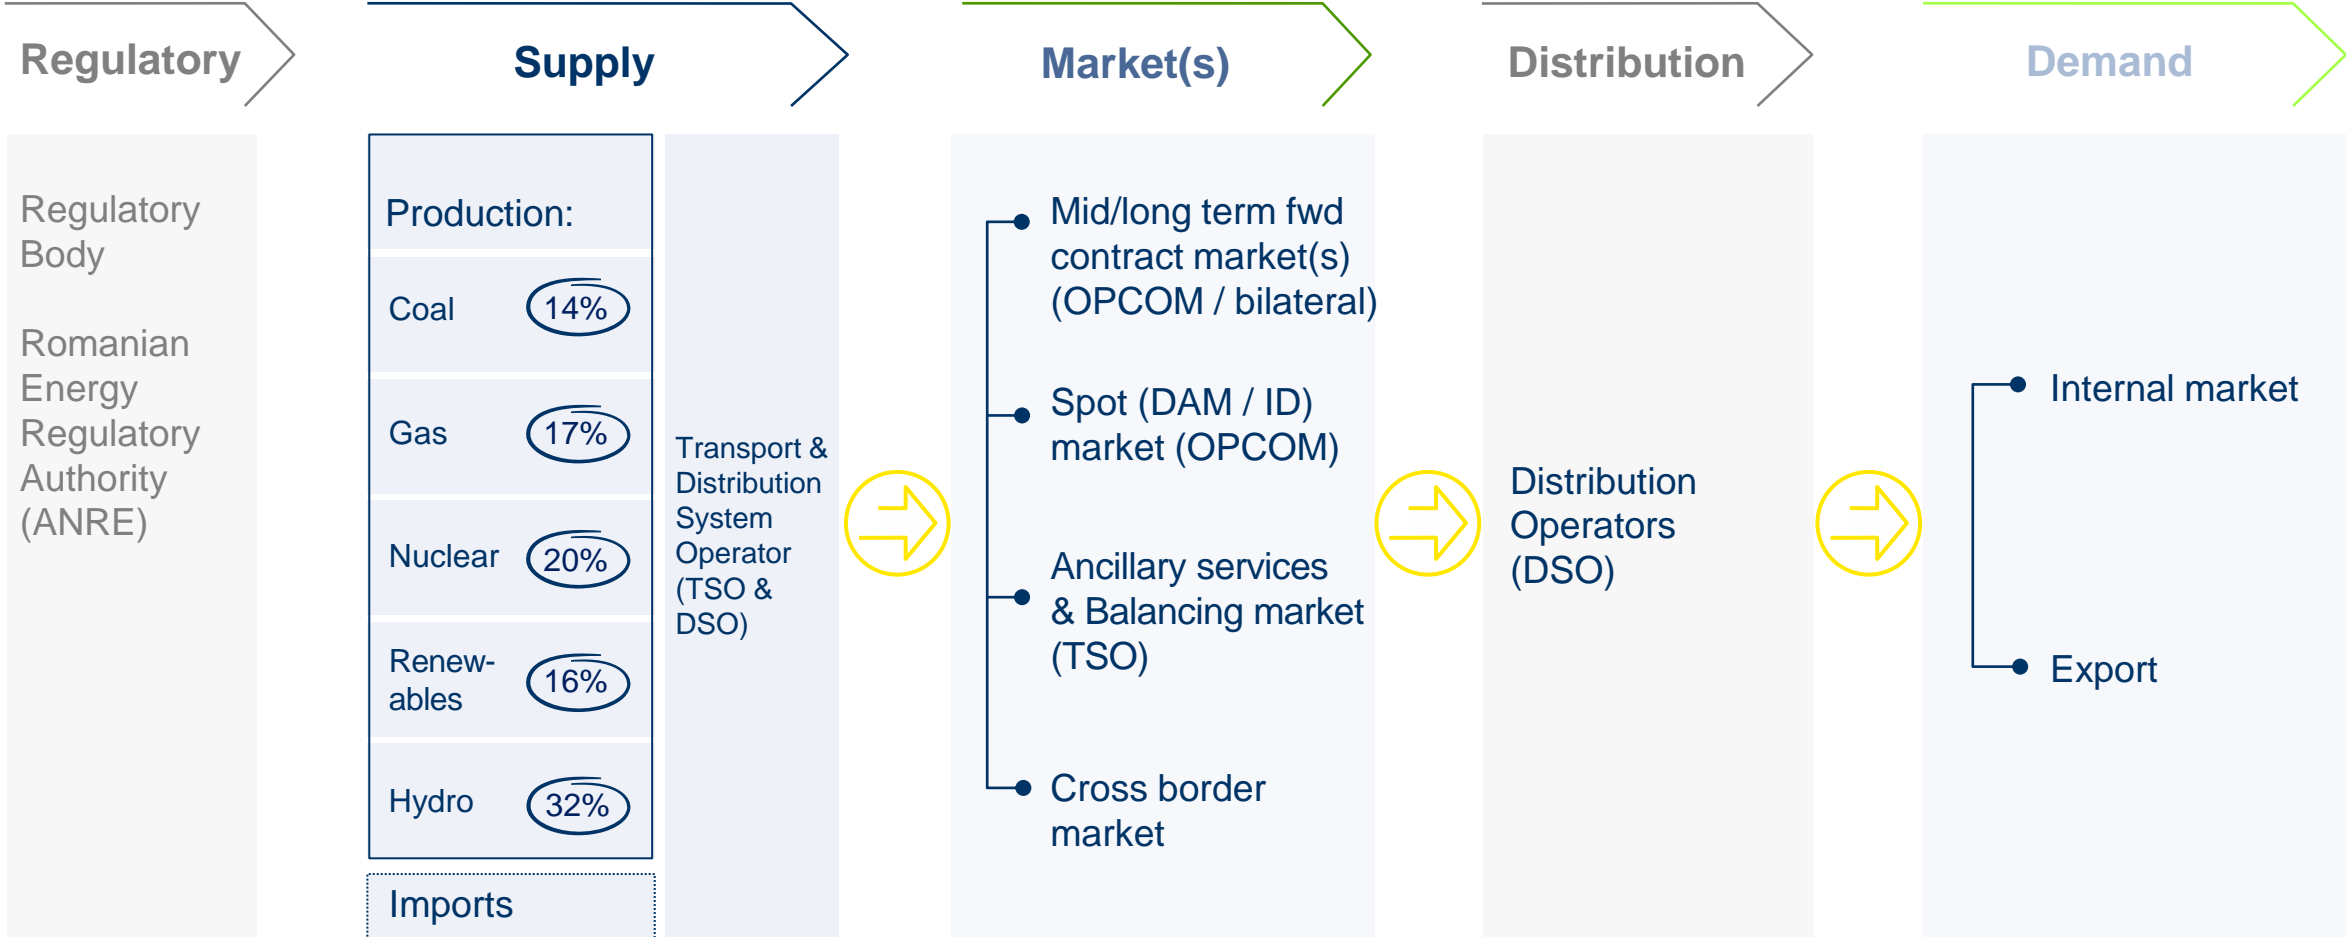 Regulatory
Supply
Market(s)
Distribution
Demand
Regulatory
Body
Romanian
Energy
Regulatory
Authority
(ANRE)
Production:
Coal 14%
Gas 17%
Nuclear 20%
Renew-
ables 16%
Hydro 32%
Imports
Transport &
Distribution
System
Operator
(TSO &
DSO)
Mid/long term fwd
contract market(s)
(OPCOM / bilateral)
Spot (DAM / ID)
market (OPCOM)
Ancillary services
& Balancing market
(TSO)
Cross border
market
Distribution
Operators
(DSO)
Internal market
Export